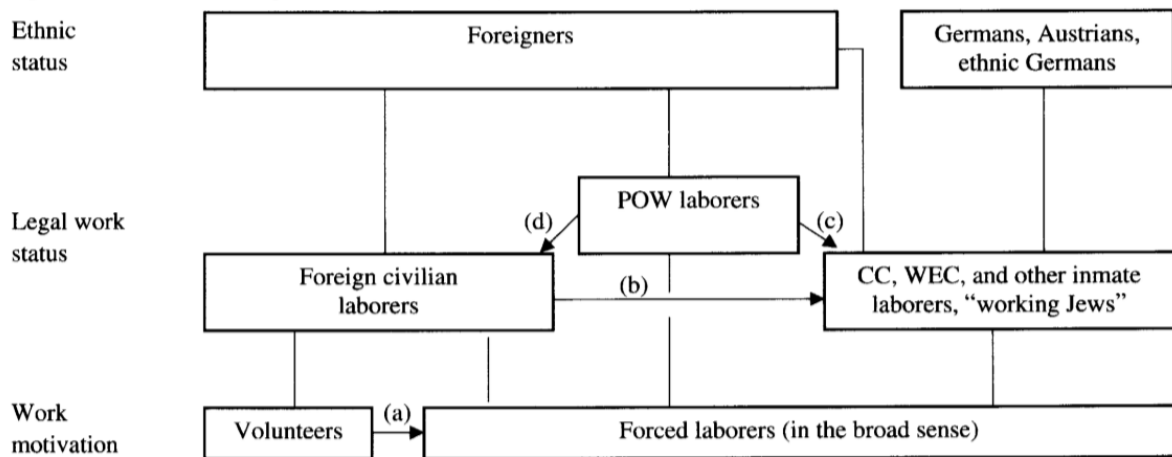 Ethnic
status
Foreigners
Germans, Austrians,
ethnic Germans
Legal work
status
POW laborers
(d)
(c)
Foreign civilian
laborers
(b)
CC, WEC, and other inmate
laborers, “working Jews”
Work
motivation
Volunteers
(a)
Forced laborers (in the broad sense)